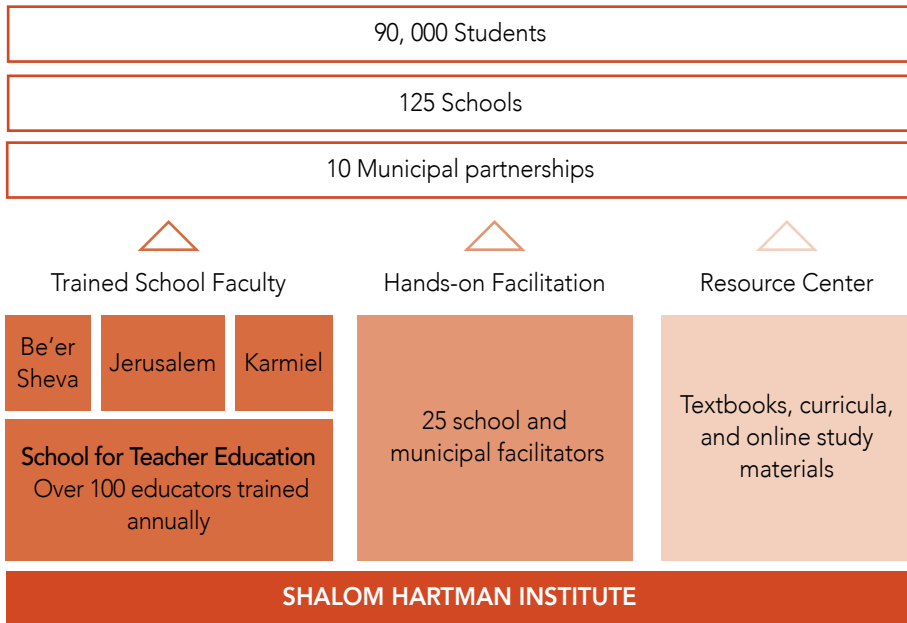 90, 000 Students
125 Schools
10 Municipal partnerships
Trained School Faculty
Hands-on Facilitation
Resource Center
Be’er
Sheva
Jerusalem
Karmiel
School for Teacher Education
Over 100 educators trained
annually
25 school and
municipal facilitators
Textbooks, curricula,
and online study
materials
SHALOM HARTMAN INSTITUTE